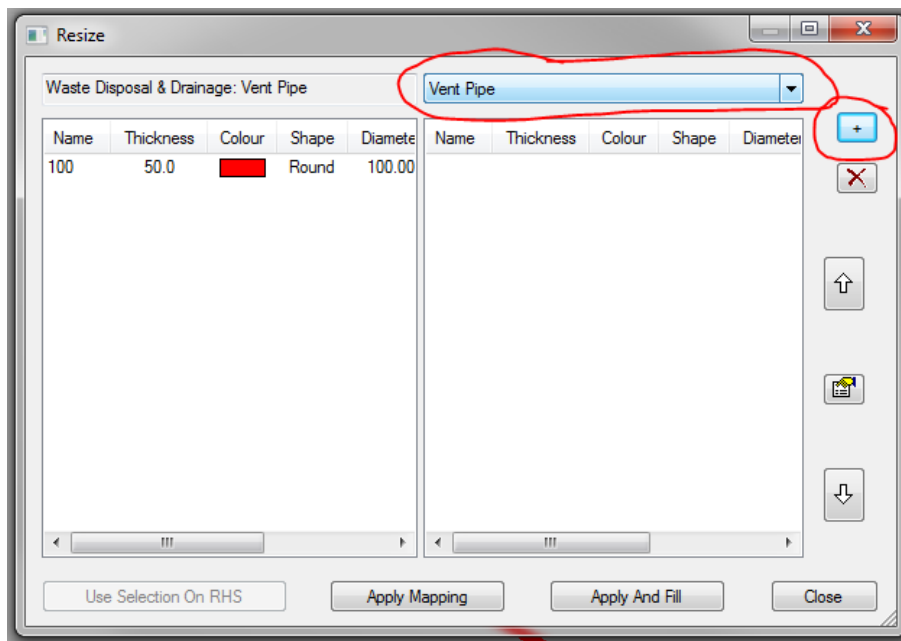 Resize
Waste Disposal & Drainage: Vent Pipe
Vent Pipe
Name Thickness Colour Shape Diamete
100 50.0 Round 100.00
Name Thickness Colour Shape Diameter
+
Use Selection On RHS
Apply Mapping
Apply And Fill
Close